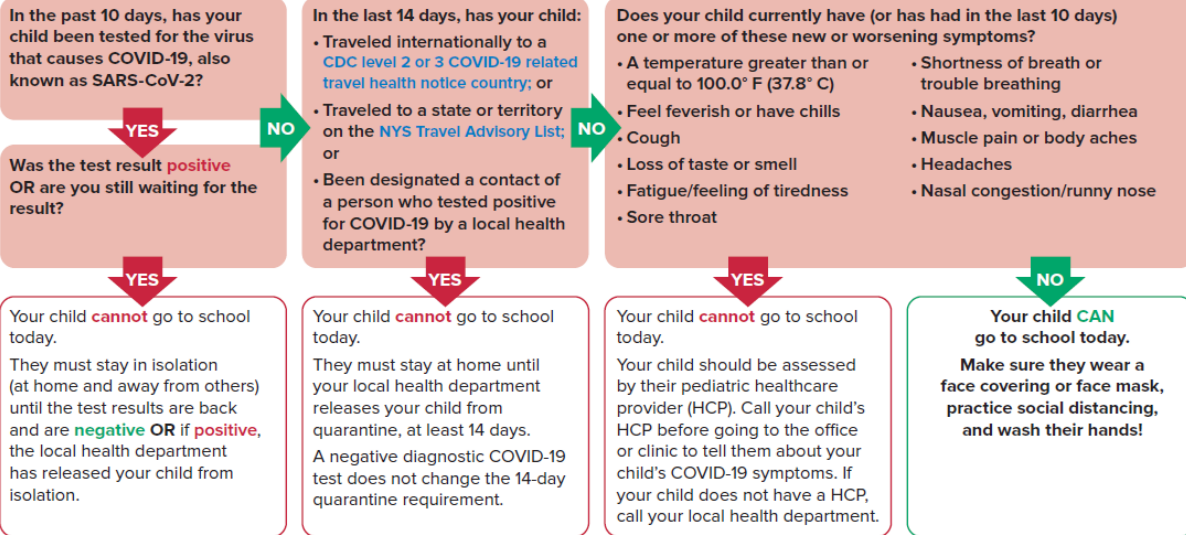 In the past 10 days, has your
child been tested for the virus
that causes COVID-19, also
known as SARS-CoV-2?
YES
Was the test result positive
OR are you still waiting for the
result?
YES
Your child cannot go to school
today.
They must stay in isolation
(at home and away from others)
until the test results are back
and are negative OR if positive,
the local health department
has released your child from
isolation.
NO
In the last 14 days, has your child:
• Traveled internationally to a
CDC level 2 or 3 COVID-19 related
travel health notice country; or
• Traveled to a state or territory
on the NYS Travel Advisory List;
or
• Been designated a contact of
a person who tested positive
for COVID-19 by a local health
department?
YES
Your child cannot go to school
today.
They must stay at home until
your local health department
releases your child from
quarantine, at least 14 days.
A negative diagnostic COVID-19
test does not change the 14-day
quarantine requirement.
NO
Does your child currently have (or has had in the last 10 days)
one or more of these new or worsening symptoms?
• A temperature greater than or
equal to 100.0° F (37.8° C)
• Feel feverish or have chills
• Cough
• Loss of taste or smell
• Fatigue/feeling of tiredness
• Sore throat
• Shortness of breath or
trouble breathing
• Nausea, vomiting, diarrhea
• Muscle pain or body aches
• Headaches
• Nasal congestion/runny nose
YES
Your child cannot go to school
today.
Your child should be assessed
by their pediatric healthcare
provider (HCP). Call your child's
HCP before going to the office
or clinic to tell them about your
child's COVID-19 symptoms. If
your child does not have a HCP,
call your local health department.
NO
Your child CAN
go to school today.
Make sure they wear a
face covering or face mask,
practice social distancing,
and wash their hands!